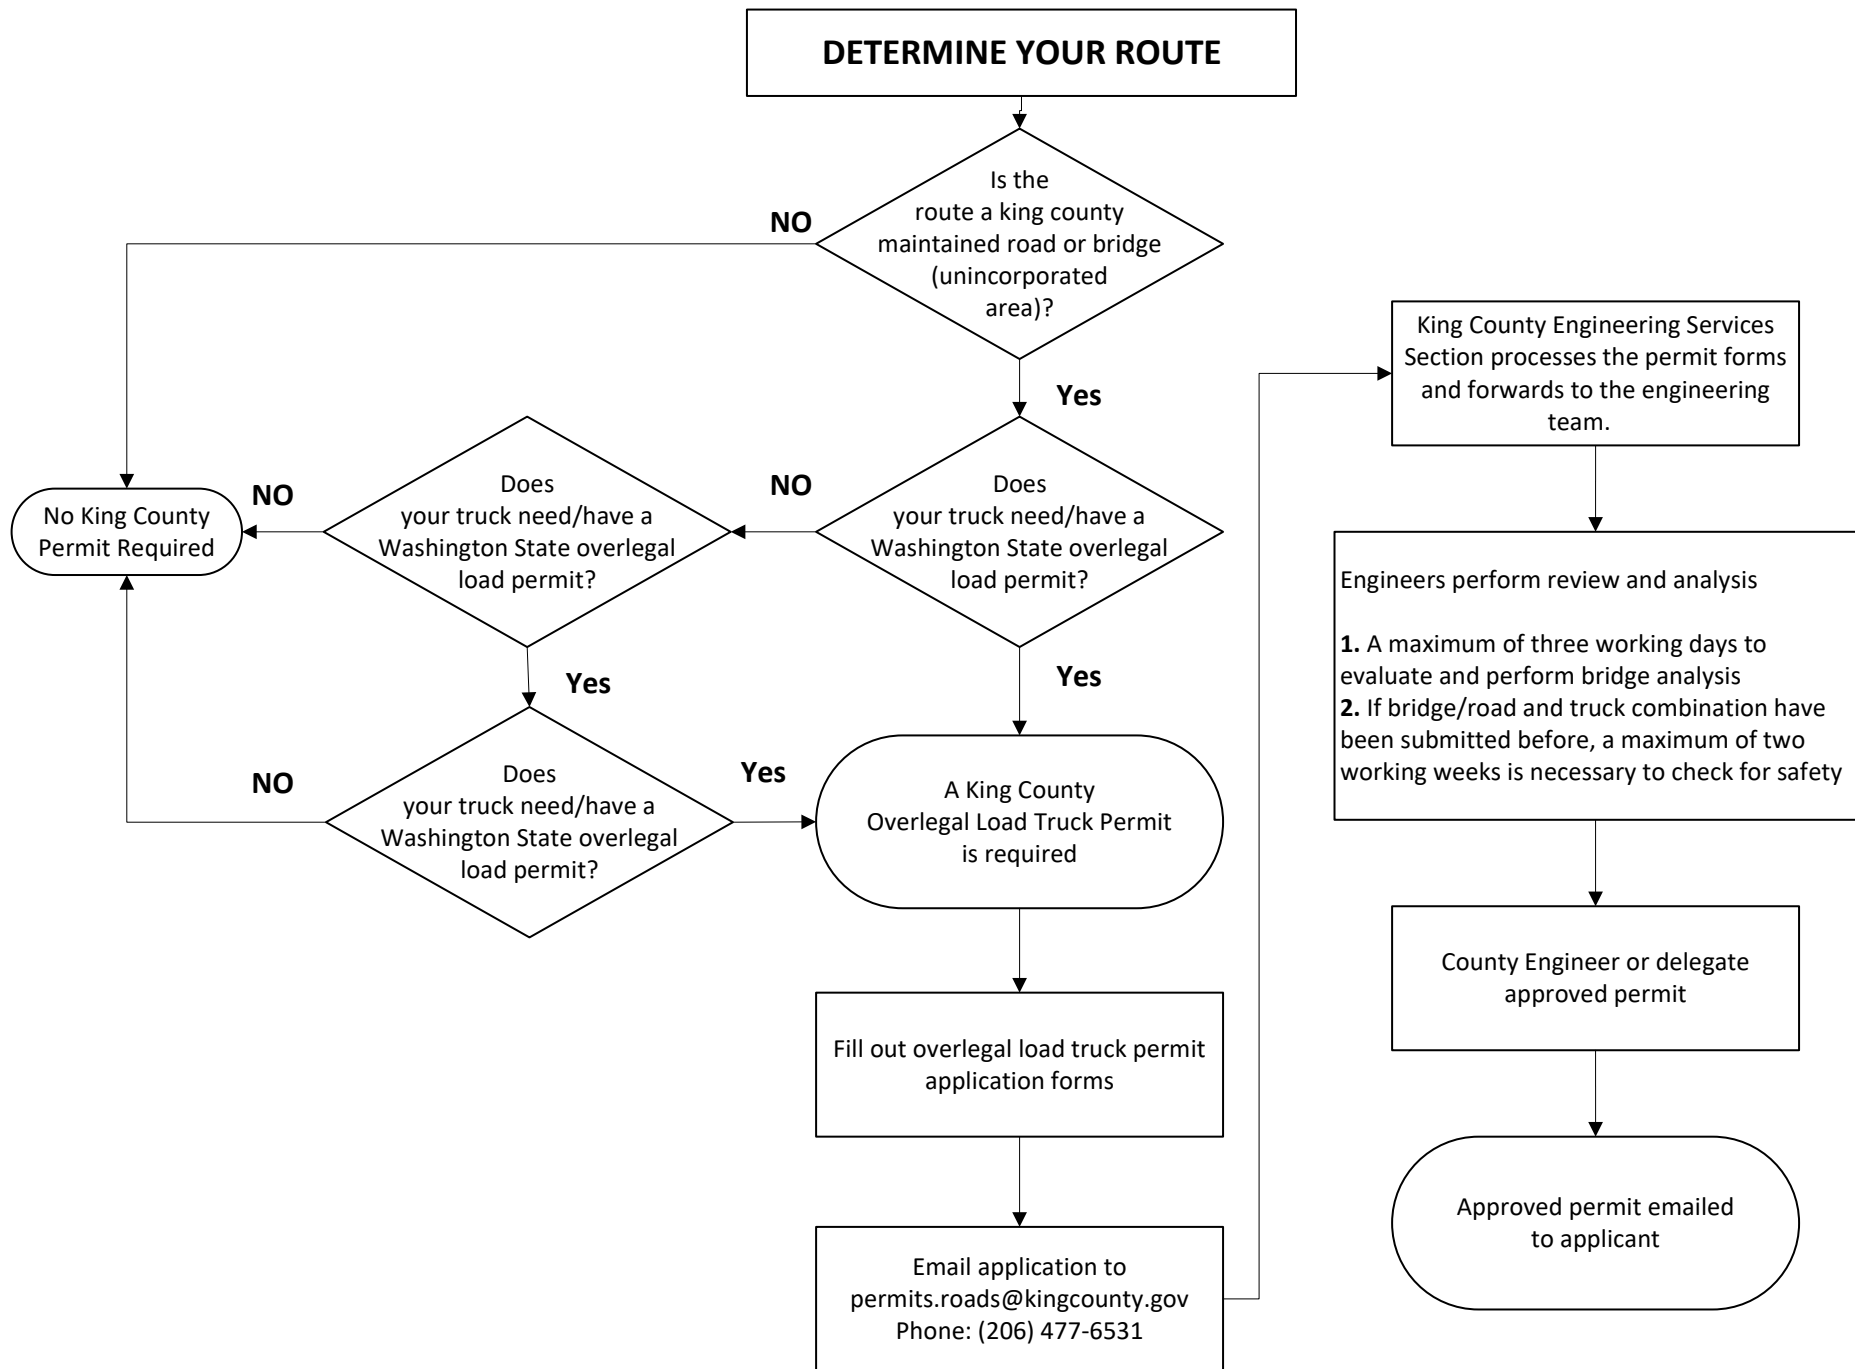 DETERMINE YOUR ROUTE
Is the
route a king county
maintained road or bridge
(unincorporated
area)?
NO
Yes
Does
your truck need/have a
Washington State overlegal
load permit?
NO
Yes
Does
your truck need/have a
Washington State overlegal
load permit?
NO
Yes
No King County
Permit Required
Does
your truck need/have a
Washington State overlegal
load permit?
NO
Yes
A King County
Overlegal Load Truck Permit
is required
Fill out overlegal load truck permit
application forms
Email application to
permits.roads@kingcounty.gov
Phone: (206) 477-6531
King County Engineering Services
Section processes the permit forms
and forwards to the engineering
team.
Engineers perform review and analysis
1. A maximum of three working days to
evaluate and perform bridge analysis
2. If bridge/road and truck combination have
been submitted before, a maximum of two
working weeks is necessary to check for safety
County Engineer or delegate
approved permit
Approved permit emailed
to applicant